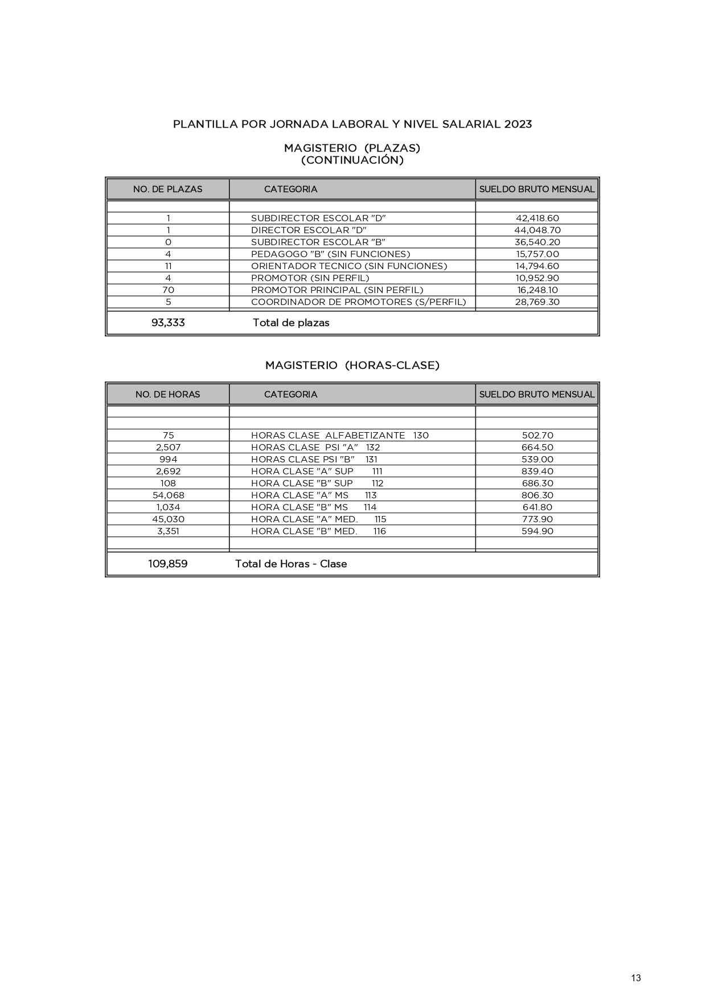 PLANTILLA POR JORNADA LABORAL Y NIVEL SALARIAL 2023
MAGISTERIO (PLAZAS)
(CONTINUACIÓN)
NO. DE PLAZAS CATEGORIA SUELDO BRUTO MENSUAL
1 SUBDIRECTOR ESCOLAR "D" 42,418.60
1 DIRECTOR ESCOLAR "D" 44,048.70
0 SUBDIRECTOR ESCOLAR "B" 36,540.20
4 PEDAGOGO "B" (SIN FUNCIONES) 15,757.00
11 ORIENTADOR TECNICO (SIN FUNCIONES) 14,794.60
4 PROMOTOR (SIN PERFIL) 10,952.90
70 PROMOTOR PRINCIPAL (SIN PERFIL) 16,248.10
5 COORDINADOR DE PROMOTORES (S/PERFIL) 28,769.30
93,333 Total de plazas
MAGISTERIO (HORAS-CLASE)
NO. DE HORAS CATEGORIA SUELDO BRUTO MENSUAL
75 HORAS CLASE ALFABETIZANTE 130 502.70
2,507 HORAS CLASE PSI "A" 132 664.50
994 HORAS CLASE PSI "B" 131 539.00
2,692 HORA CLASE "A" SUP 111 839.40
108 HORA CLASE "B" SUP 112 686.30
54,068 HORA CLASE "A" MS 113 806.30
1,034 HORA CLASE "B" MS 114 641.80
45,030 HORA CLASE "A" MED. 115 773.90
3,351 HORA CLASE "B" MED. 116 594.90
109,859 Total de Horas - Clase
13